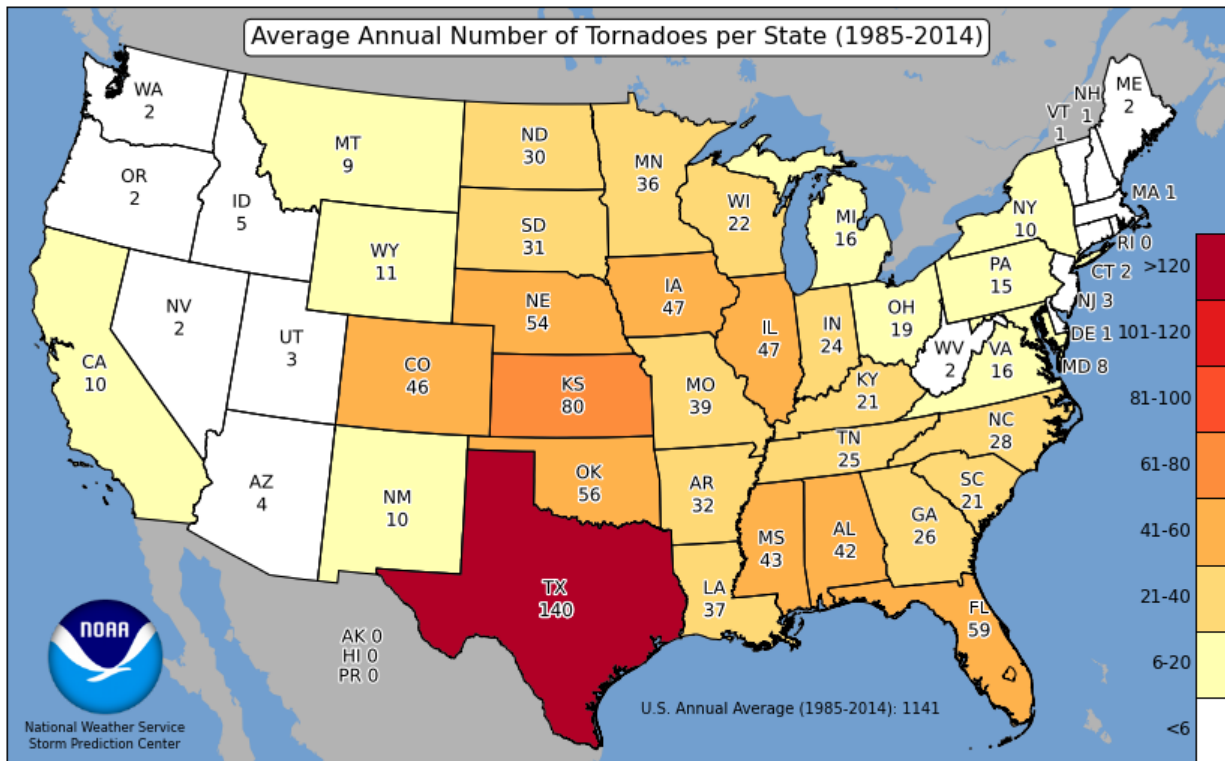 Average Annual Number of Tornadoes per State (1985-2014)
WA
2
OR
2
ID
5
MT
9
WY
11
ND
30
SD
31
NE
54
MN
36
WI
22
MI
16
VT
1
NH
1
ME
2
MA 1
NY
10
RI 0
CT 2
PA
15
NJ 3
DE 1
MD 8
CA
10
NV
2
UT
3
CO
46
KS
80
IA
47
MO
39
IL
47
IN
24
OH
19
WV
2
VA
16
KY
21
TN
25
NC
28
SC
21
AZ
4
NM
10
OK
56
AR
32
TX
140
LA
37
MS
43
AL
42
GA
26
FL
59
AK 0
HI 0
PR 0
>120
101-120
81-100
61-80
41-60
21-40
6-20
<6
NOAA
National Weather Service
Storm Prediction Center
U.S. Annual Average (1985-2014): 1141